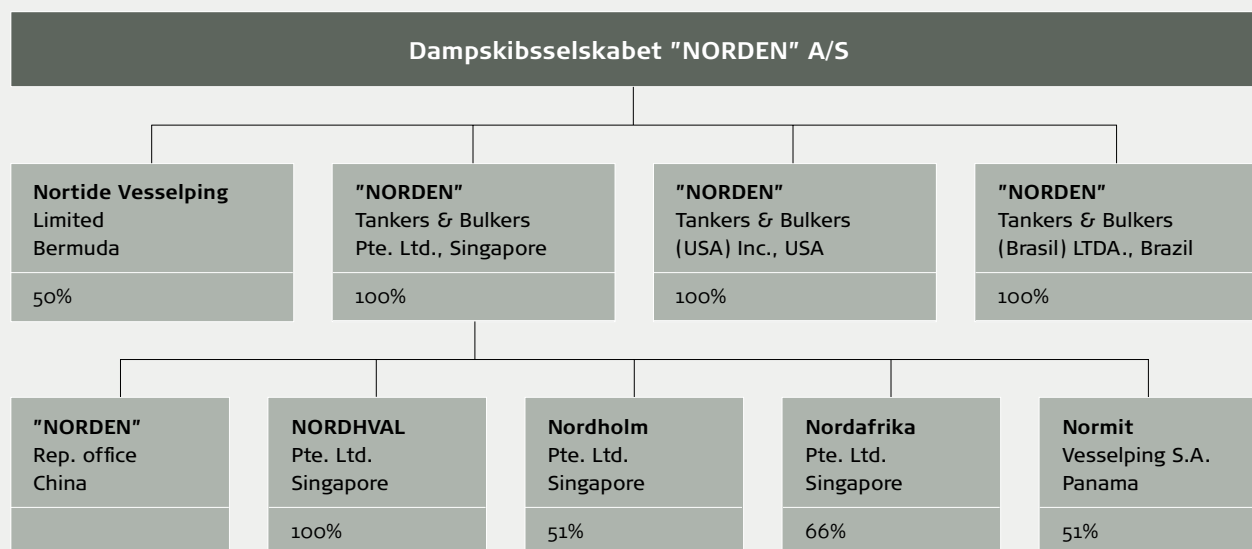 Dampskibsselskabet "NORDEN" A/S
Nortide Vesselping
Limited
Bermuda
50%
"NORDEN"
Tankers & Bulkers
Pte. Ltd., Singapore
100%
"NORDEN"
Tankers & Bulkers
(USA) Inc., USA
100%
"NORDEN"
Tankers & Bulkers
(Brasil) LTDA., Brazil
100%
"NORDEN"
Rep. office
China
NORDHVAL
Pte. Ltd.
Singapore
100%
Nordholm
Pte. Ltd.
Singapore
51%
Nordafrika
Pte. Ltd.
Singapore
66%
Normit
Vesselping S.A.
Panama
51%